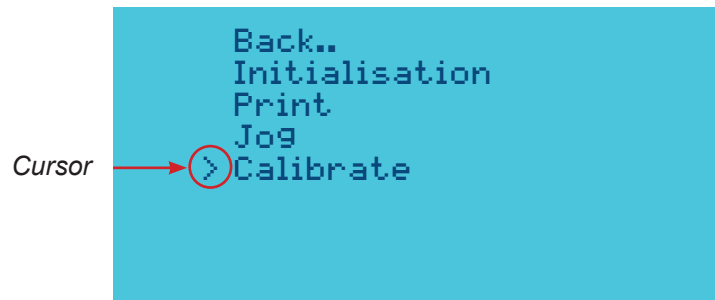 Back..
Initialisation
Print
Jog
Cursor > Calibrate